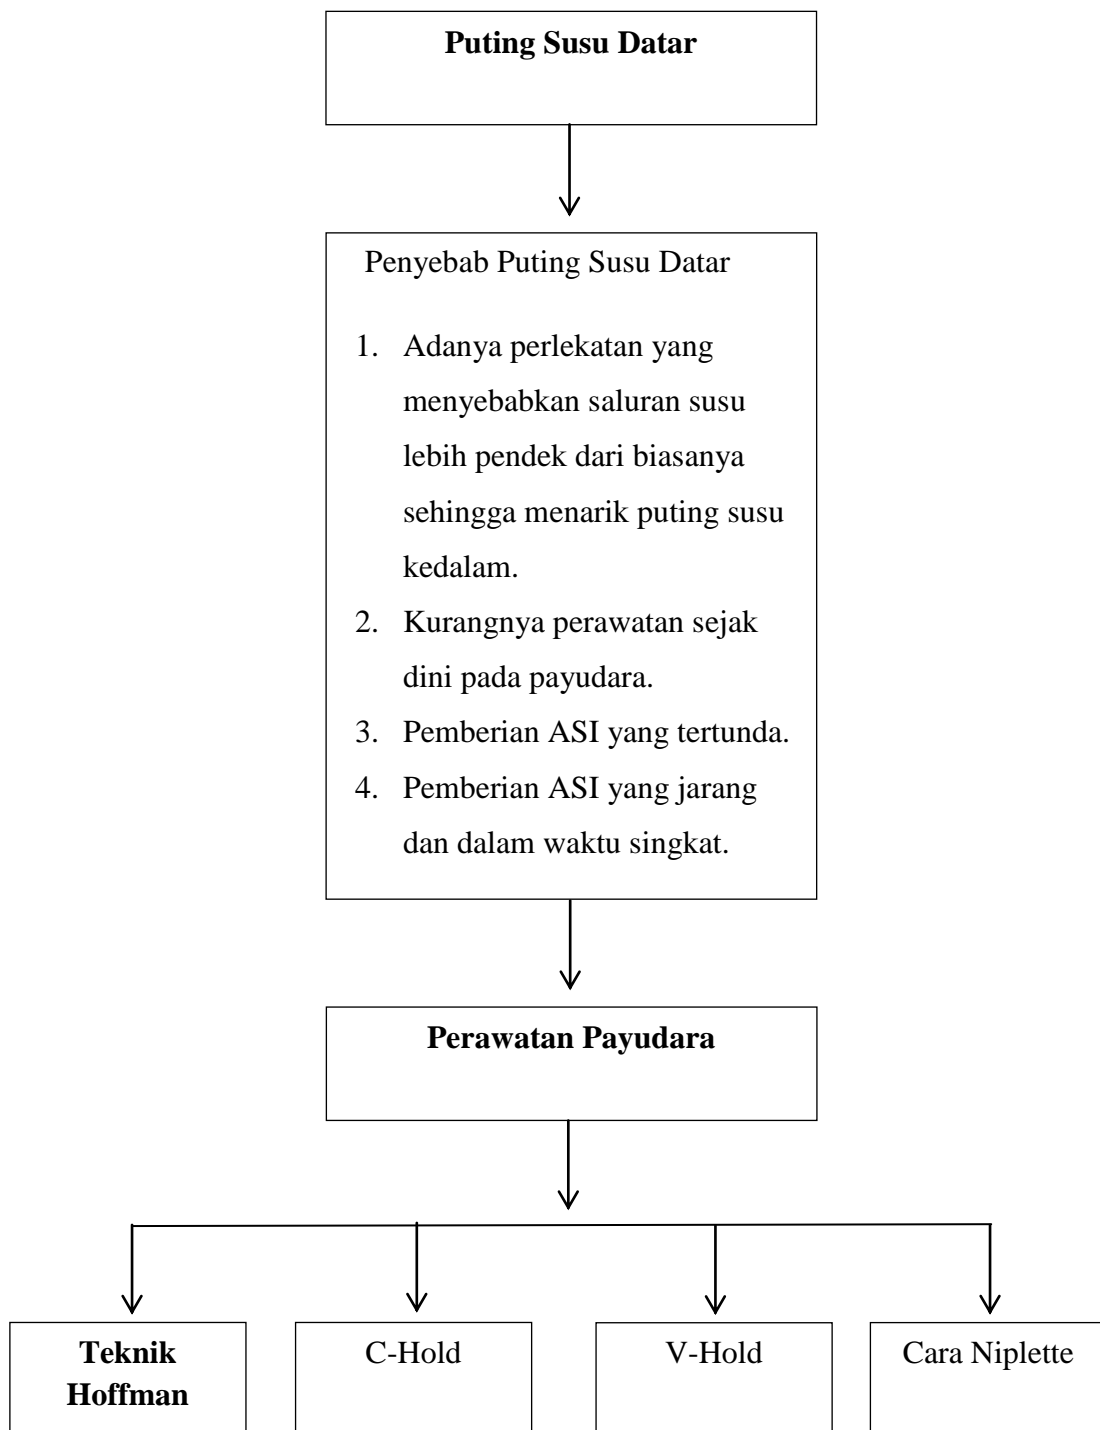 Puting Susu Datar
Penyebab Puting Susu Datar
1. Adanya perlekatan yang
menyebabkan saluran susu
lebih pendek dari biasanya
sehingga menarik puting susu
kedalam.
2. Kurangnya perawatan sejak
dini pada payudara.
3. Pemberian ASI yang tertunda.
4. Pemberian ASI yang jarang
dan dalam waktu singkat.
Perawatan Payudara
Teknik
Hoffman
C-Hold
V-Hold
Cara Niplette